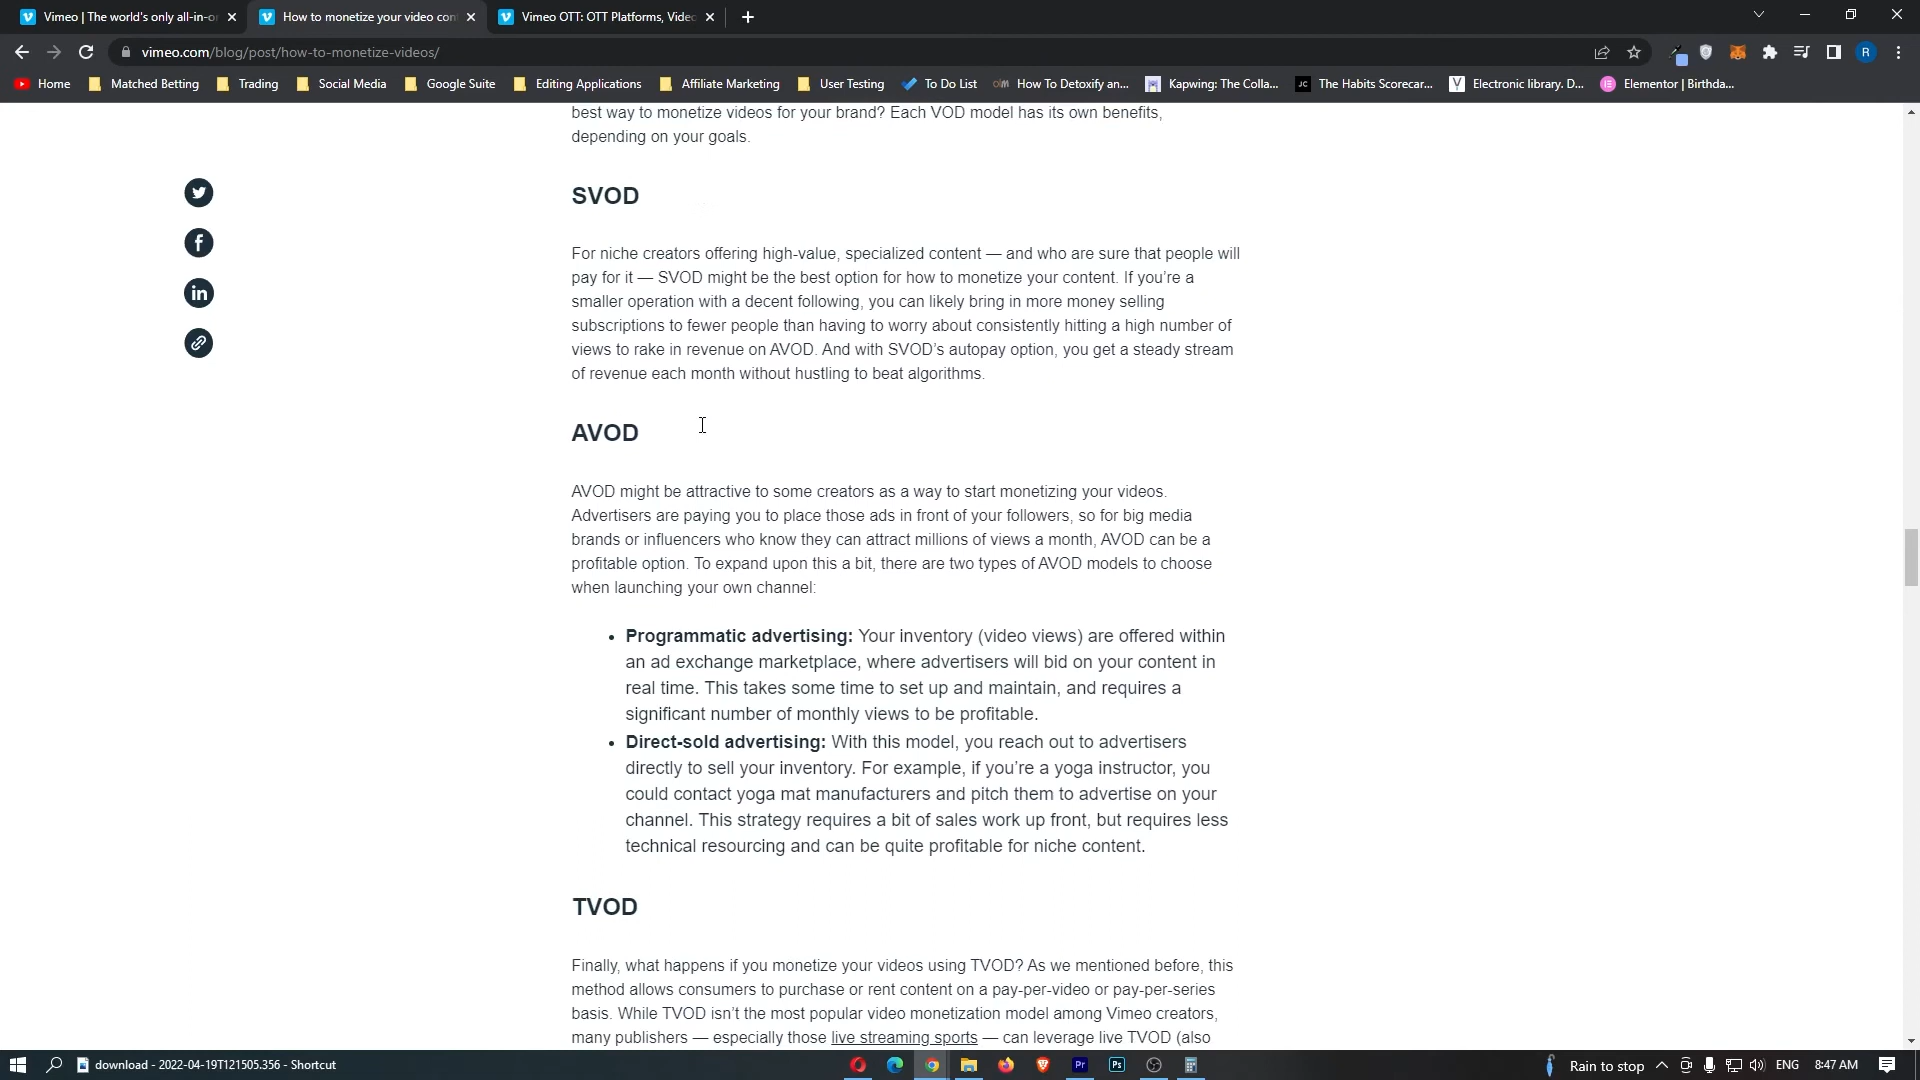 Vimeo | The world's only all-in-o
How to monetize your video con
Vimeo OTT: OTT Platforms, Video
vimeo.com/blog/post/how-to-monetize-videos/
R
Home
Matched Betting
Trading
Social Media
Google Suite
Editing Applications
Affiliate Marketing
User Testing
To Do List
How To Detoxify an...
Kapwing: The Colla...
JC The Habits Scorecar...
Electronic library. D...
Elementor | Birthda...
best way to monetize videos for your brand? Each VOD model has its own benefits,
depending on your goals.
SVOD
For niche creators offering high-value, specialized content — and who are sure that people will
pay for it — SVOD might be the best option for how to monetize your content. If you’re a
smaller operation with a decent following, you can likely bring in more money selling
subscriptions to fewer people than having to worry about consistently hitting a high number of
views to rake in revenue on AVOD. And with SVOD’s autopay option, you get a steady stream
of revenue each month without hustling to beat algorithms.
AVOD
AVOD might be attractive to some creators as a way to start monetizing your videos.
Advertisers are paying you to place those ads in front of your followers, so for big media
brands or influencers who know they can attract millions of views a month, AVOD can be a
profitable option. To expand upon this a bit, there are two types of AVOD models to choose
when launching your own channel:
• Programmatic advertising: Your inventory (video views) are offered within
an ad exchange marketplace, where advertisers will bid on your content in
real time. This takes some time to set up and maintain, and requires a
significant number of monthly views to be profitable.
• Direct-sold advertising: With this model, you reach out to advertisers
directly to sell your inventory. For example, if you’re a yoga instructor, you
could contact yoga mat manufacturers and pitch them to advertise on your
channel. This strategy requires a bit of sales work up front, but requires less
technical resourcing and can be quite profitable for niche content.
TVOD
Finally, what happens if you monetize your videos using TVOD? As we mentioned before, this
method allows consumers to purchase or rent content on a pay-per-video or pay-per-series
basis. While TVOD isn’t the most popular video monetization model among Vimeo creators,
many publishers — especially those live streaming sports — can leverage live TVOD (also
download - 2022-04-19T121505.356 - Shortcut
Pr
Ps
Rain to stop
ENG
8:47 AM